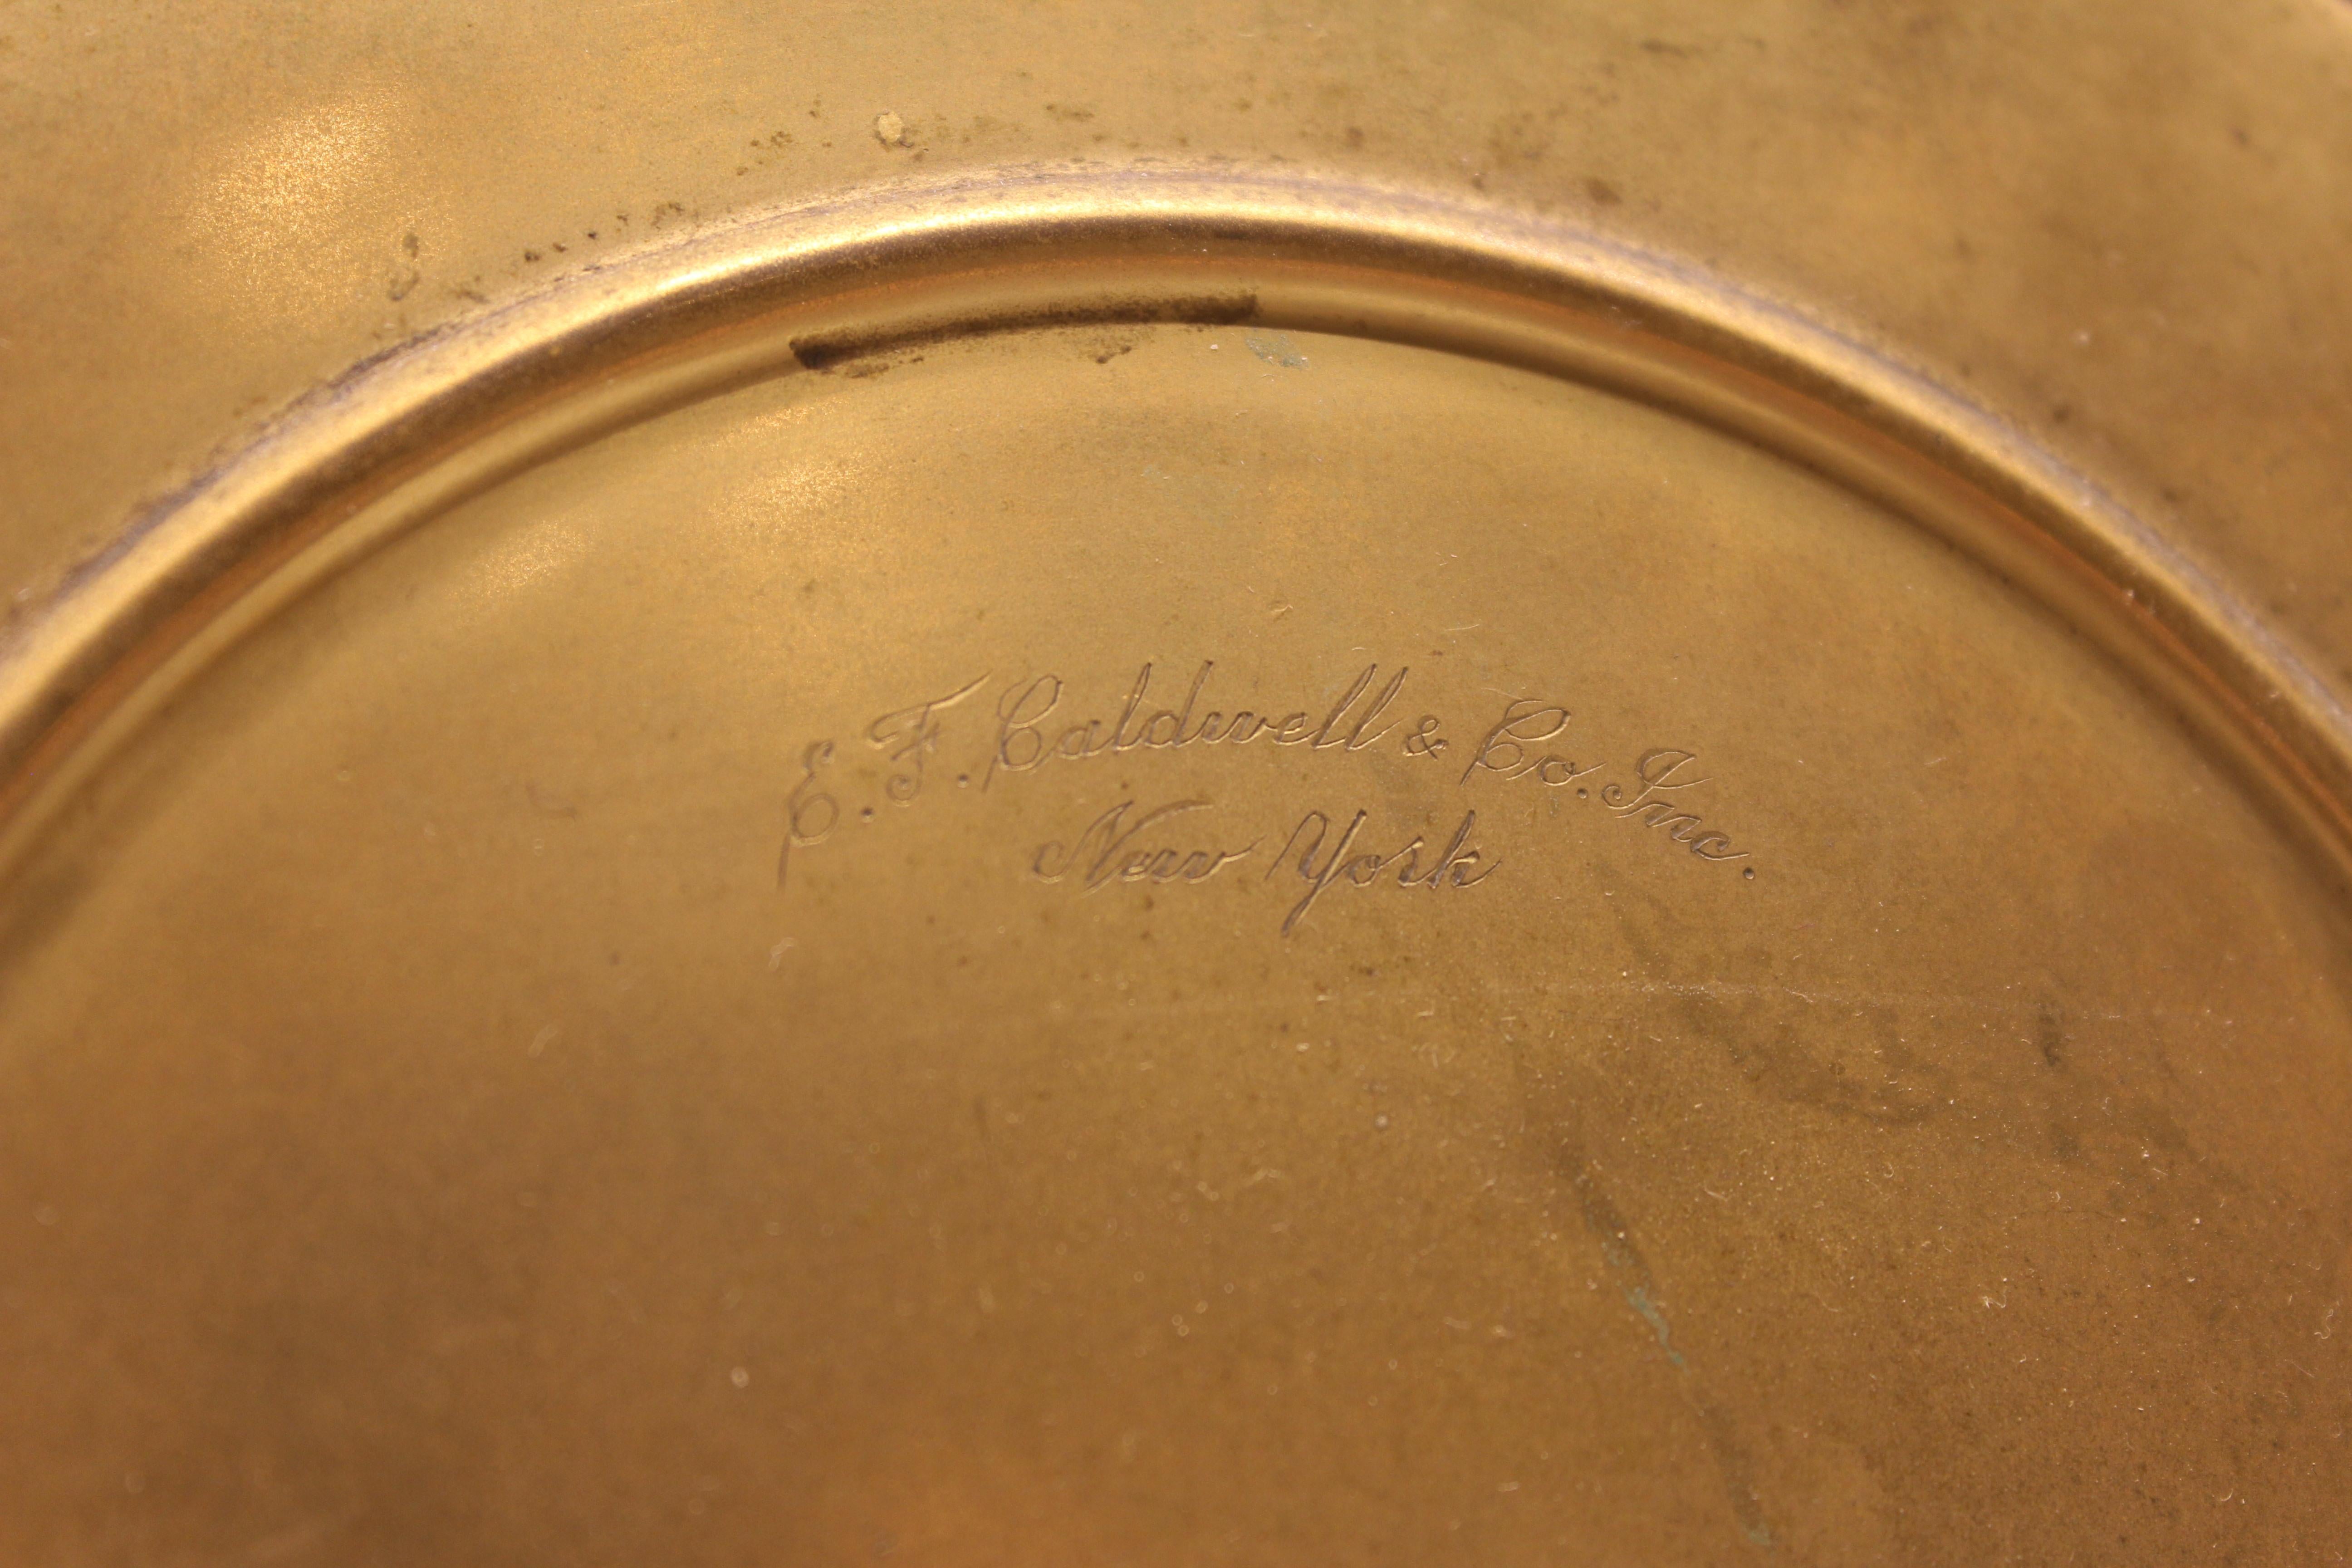 E. F. Caldwell & Co. Inc.
New York